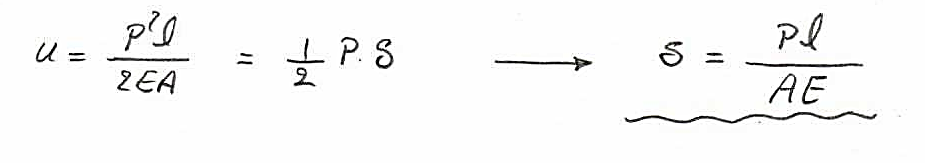 u = P²l / 2EA = 1/2 P.δ ⟶ δ = Pl / AE